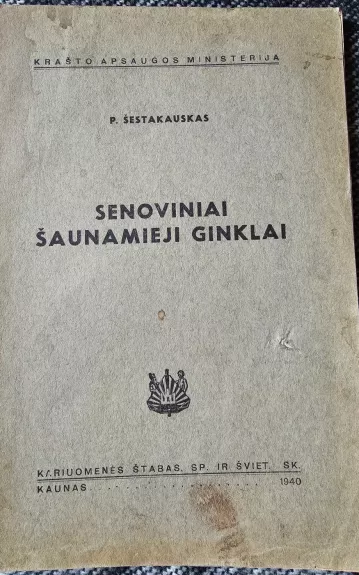 KRAŠTO APSAUGOS MINISTERIJA
P. ŠESTAKAUSKAS
SENOVINIAI
ŠAUNAMIEJI GINKLAI
KARIUOMENĖS ŠTABAS, SP. IR ŠVIET. SK.
KAUNAS.....................1940